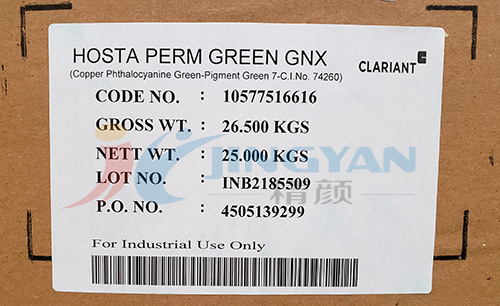 HOSTA PERM GREEN GNX
CLARIANT
(Copper Phthalocyanine Green-Pigment Green 7-C.I.No. 74260)
CODE NO. : 10577516616
GROSS WT. : 26.500 KGS
NETT WT. : 25.000 KGS
JINGYAN
精颜
LOT NO. : INB2185509
P.O. NO. : 4505139299
For Industrial Use Only